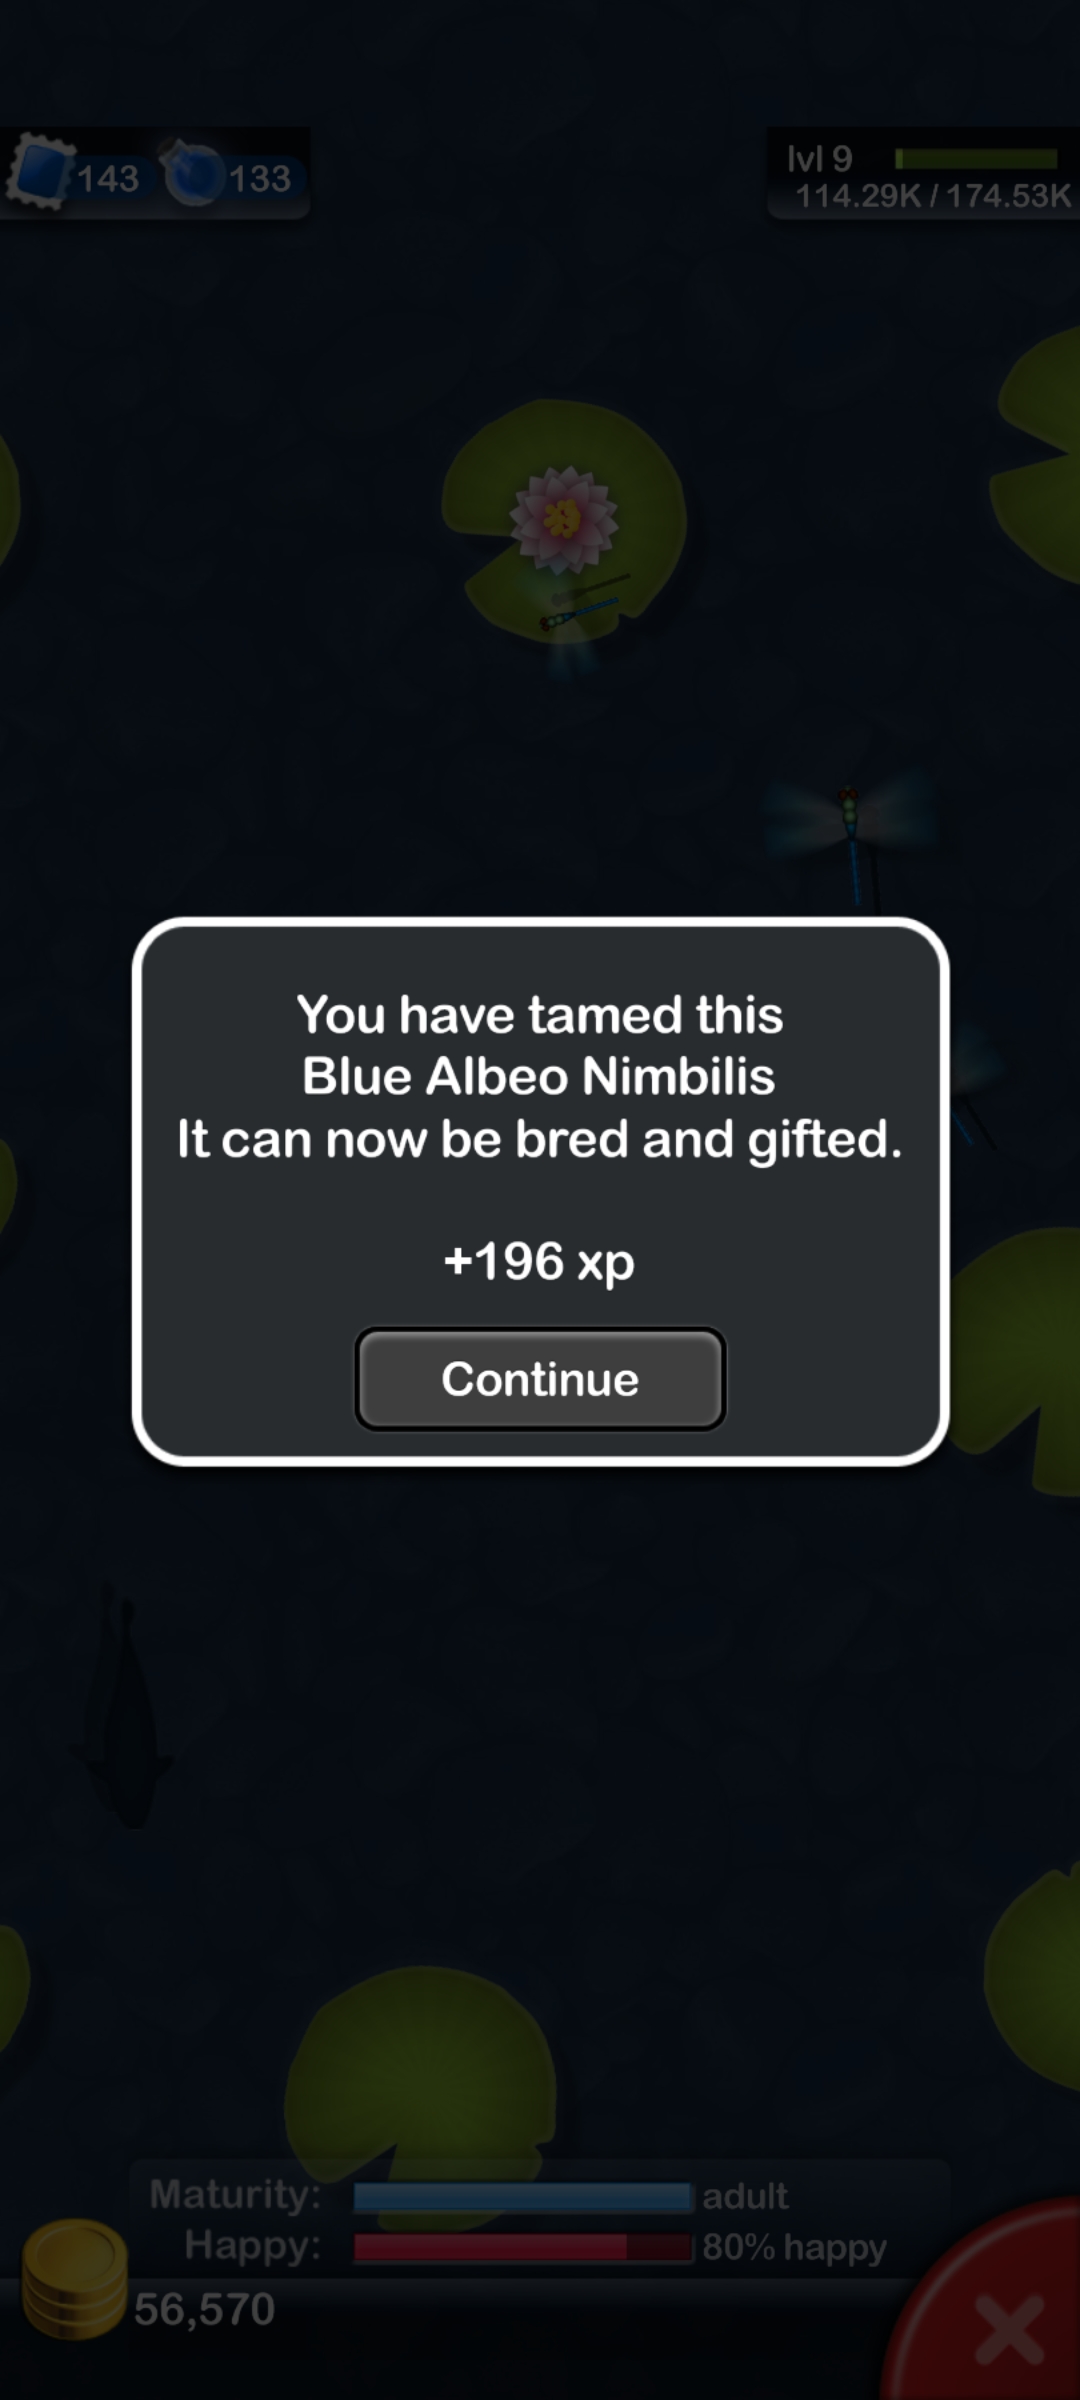 143
133
lvl 9
114.29K / 174.53K
You have tamed this
Blue Albeo Nimbilis
It can now be bred and gifted.
+196 xp
Continue
Maturity: adult
Happy: 80% happy
56,570